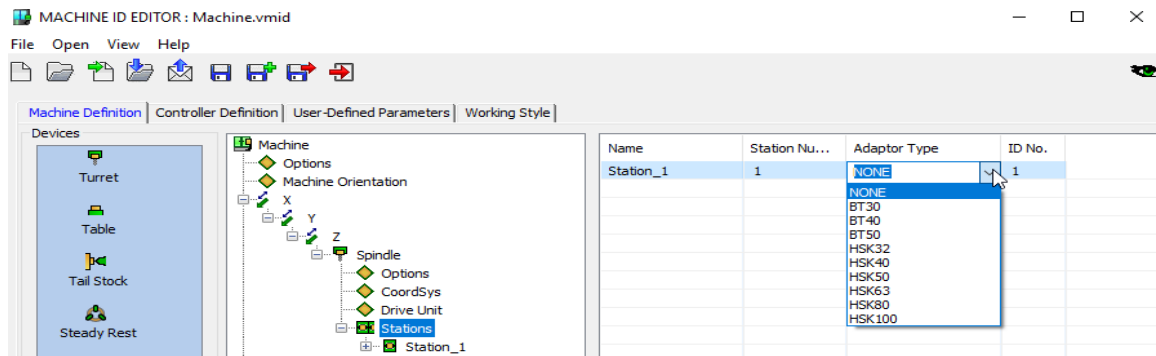 MACHINE ID EDITOR : Machine.vmid
File Open View Help
Machine Definition Controller Definition User-Defined Parameters Working Style
Devices
Turret
Table
Tail Stock
Steady Rest
Machine
Options
Machine Orientation
X
Y
Z
Spindle
Options
CoordSys
Drive Unit
Stations
Station_1
Name Station Nu... Adaptor Type ID No.
Station_1 1 NONE 1
NONE
BT30
BT40
BT50
HSK32
HSK40
HSK50
HSK63
HSK80
HSK100